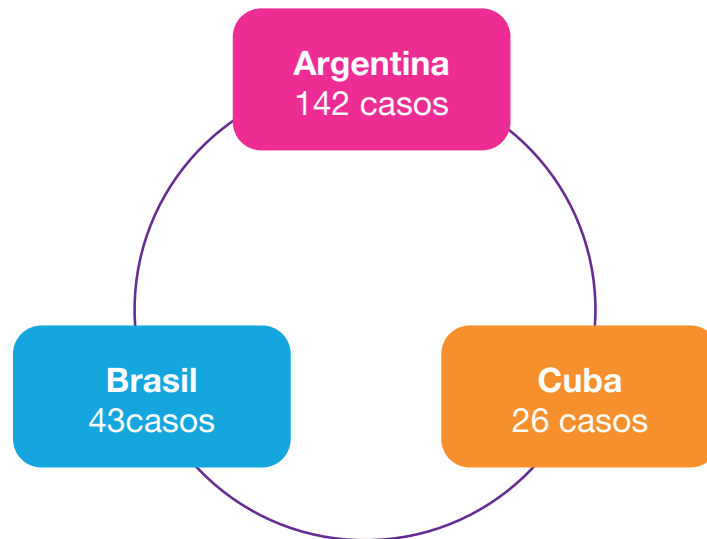 Argentina
142 casos
Brasil
43casos
Cuba
26 casos